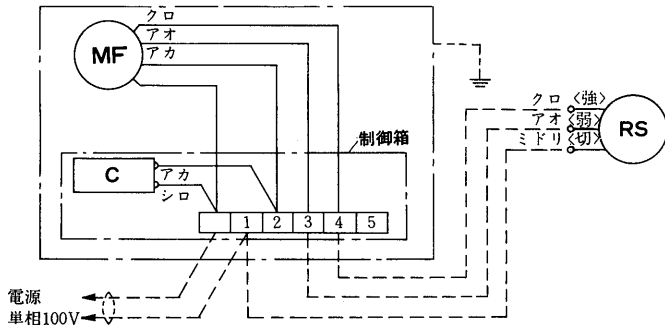 クロ
アオ
アカ
MF
制御箱
C
アカ
シロ
1 2 3 4 5
クロ 〈強〉
アオ 〈弱〉
ミドリ 〈切〉
RS
電源
単相100V